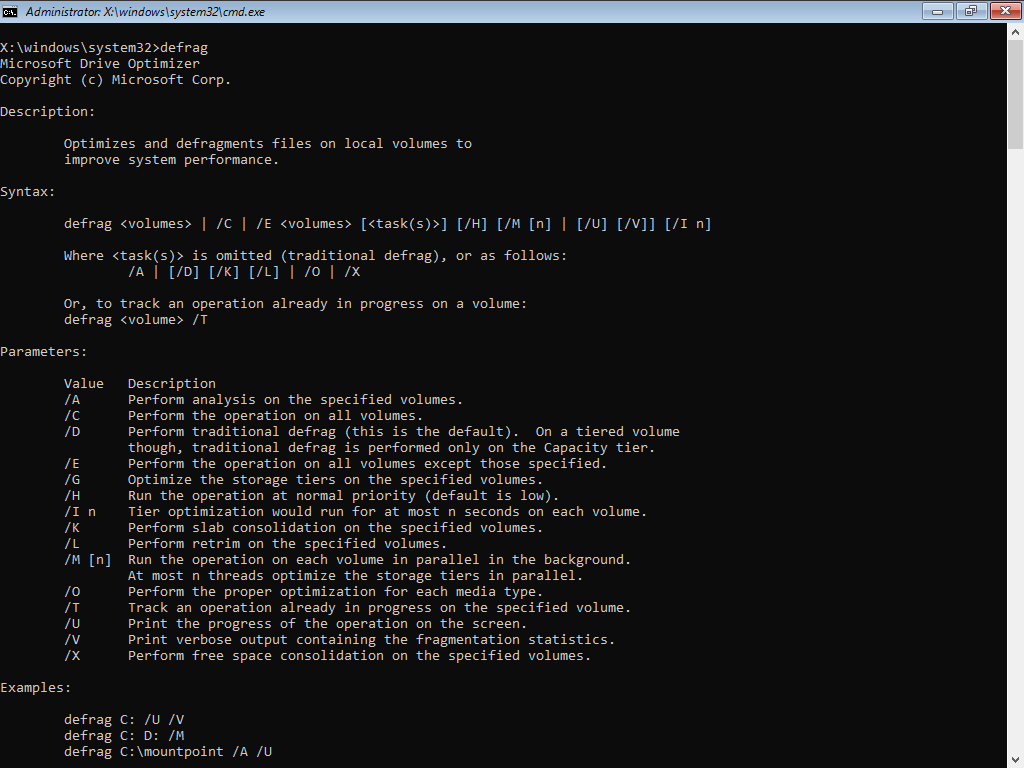 Administrator: X:\windows\system32\cmd.exe
X:\windows\system32>defrag
Microsoft Drive Optimizer
Copyright (c) Microsoft Corp.
Description:
Optimizes and defragments files on local volumes to
improve system performance.
Syntax:
defrag <volumes> | /C | /E <volumes> [<task(s)>] [/H] [/M [n] | [/U] [/V]] [/I n]
Where <task(s)> is omitted (traditional defrag), or as follows:
/A | [/D] [/K] [/L] | /O | /X
Or, to track an operation already in progress on a volume:
defrag <volume> /T
Parameters:
Value   Description
/A      Perform analysis on the specified volumes.
/C      Perform the operation on all volumes.
/D      Perform traditional defrag (this is the default).  On a tiered volume
though, traditional defrag is performed only on the Capacity tier.
/E      Perform the operation on all volumes except those specified.
/G      Optimize the storage tiers on the specified volumes.
/H      Run the operation at normal priority (default is low).
/I n    Tier optimization would run for at most n seconds on each volume.
/K      Perform slab consolidation on the specified volumes.
/L      Perform retrim on the specified volumes.
/M [n]  Run the operation on each volume in parallel in the background.
At most n threads optimize the storage tiers in parallel.
/O      Perform the proper optimization for each media type.
/T      Track an operation already in progress on the specified volume.
/U      Print the progress of the operation on the screen.
/V      Print verbose output containing the fragmentation statistics.
/X      Perform free space consolidation on the specified volumes.
Examples:
defrag C: /U /V
defrag C: D: /M
defrag C:\mountpoint /A /U